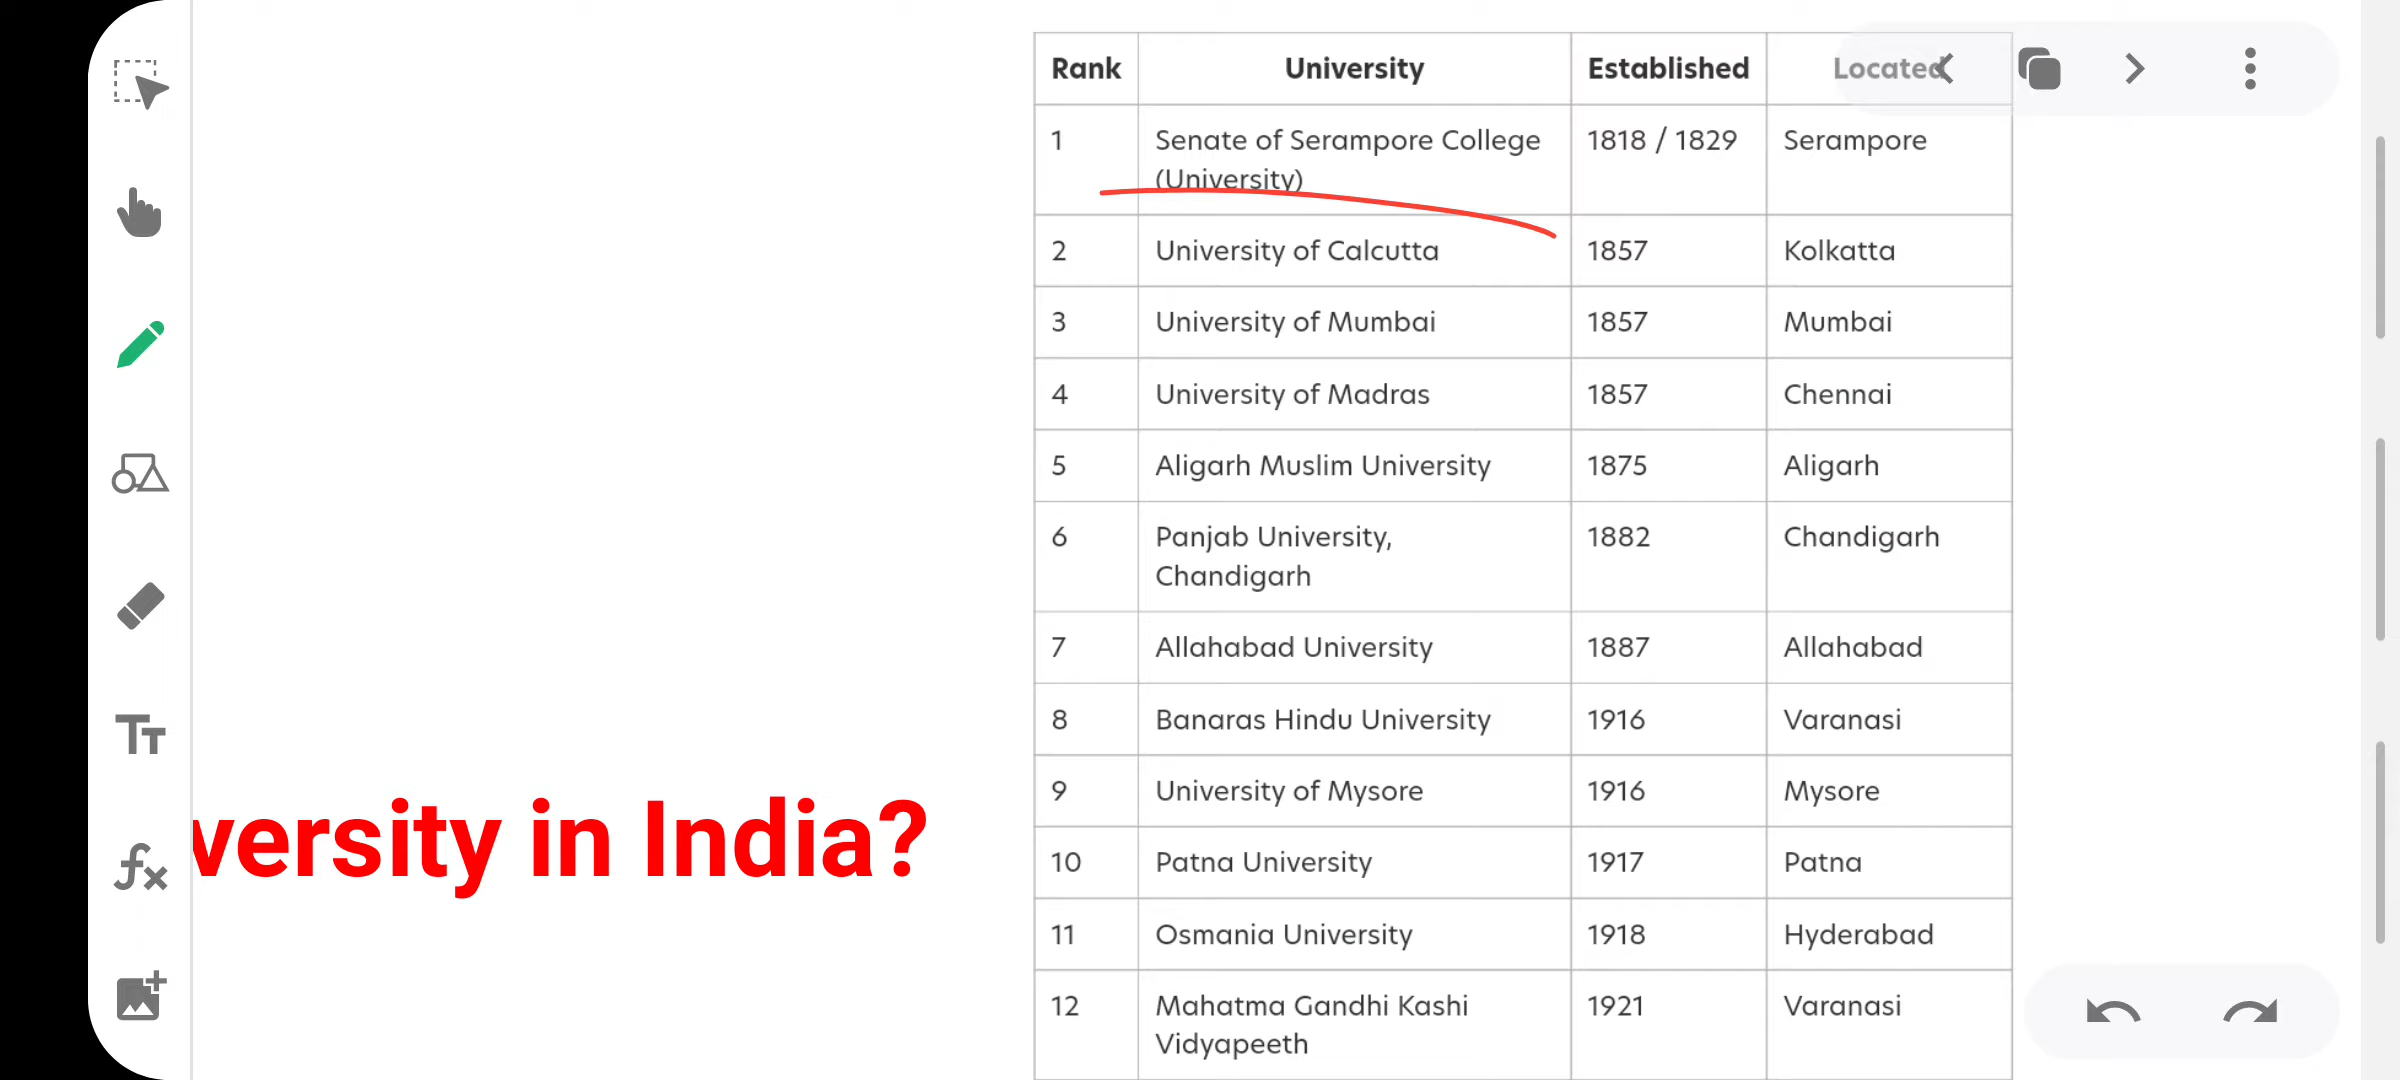 Rank University Established Located
1 Senate of Serampore College 1818 / 1829 Serampore
(University)
2 University of Calcutta 1857 Kolkatta
3 University of Mumbai 1857 Mumbai
4 University of Madras 1857 Chennai
5 Aligarh Muslim University 1875 Aligarh
6 Panjab University, 1882 Chandigarh
Chandigarh
7 Allahabad University 1887 Allahabad
8 Banaras Hindu University 1916 Varanasi
9 University of Mysore 1916 Mysore
10 Patna University 1917 Patna
11 Osmania University 1918 Hyderabad
12 Mahatma Gandhi Kashi 1921 Varanasi
Vidyapeeth
versity in India?
Tт
fx